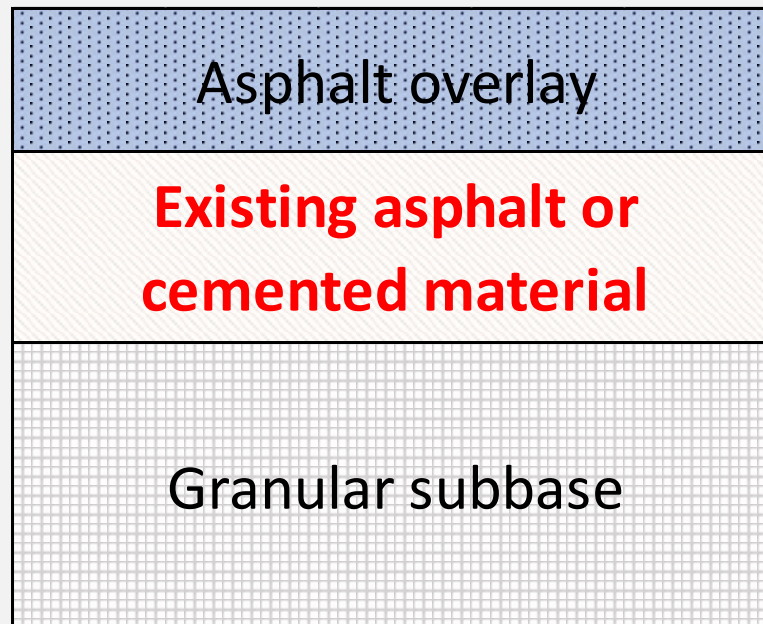 Asphalt overlay
Existing asphalt or
cemented material
Granular subbase